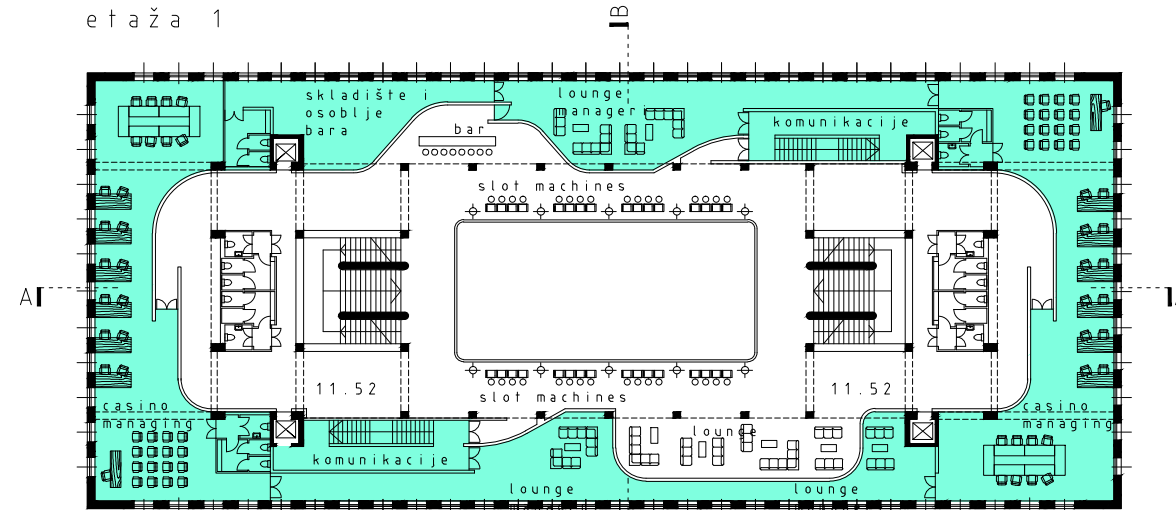 etaža 1
B
skladište i
osoblje
bara
lounge
manageri
komunikacije
bar
slot machines
A
11.52
11.52
slot machines
casino
managing
casino
managing
lounge
komunikacije
lounge
lounge